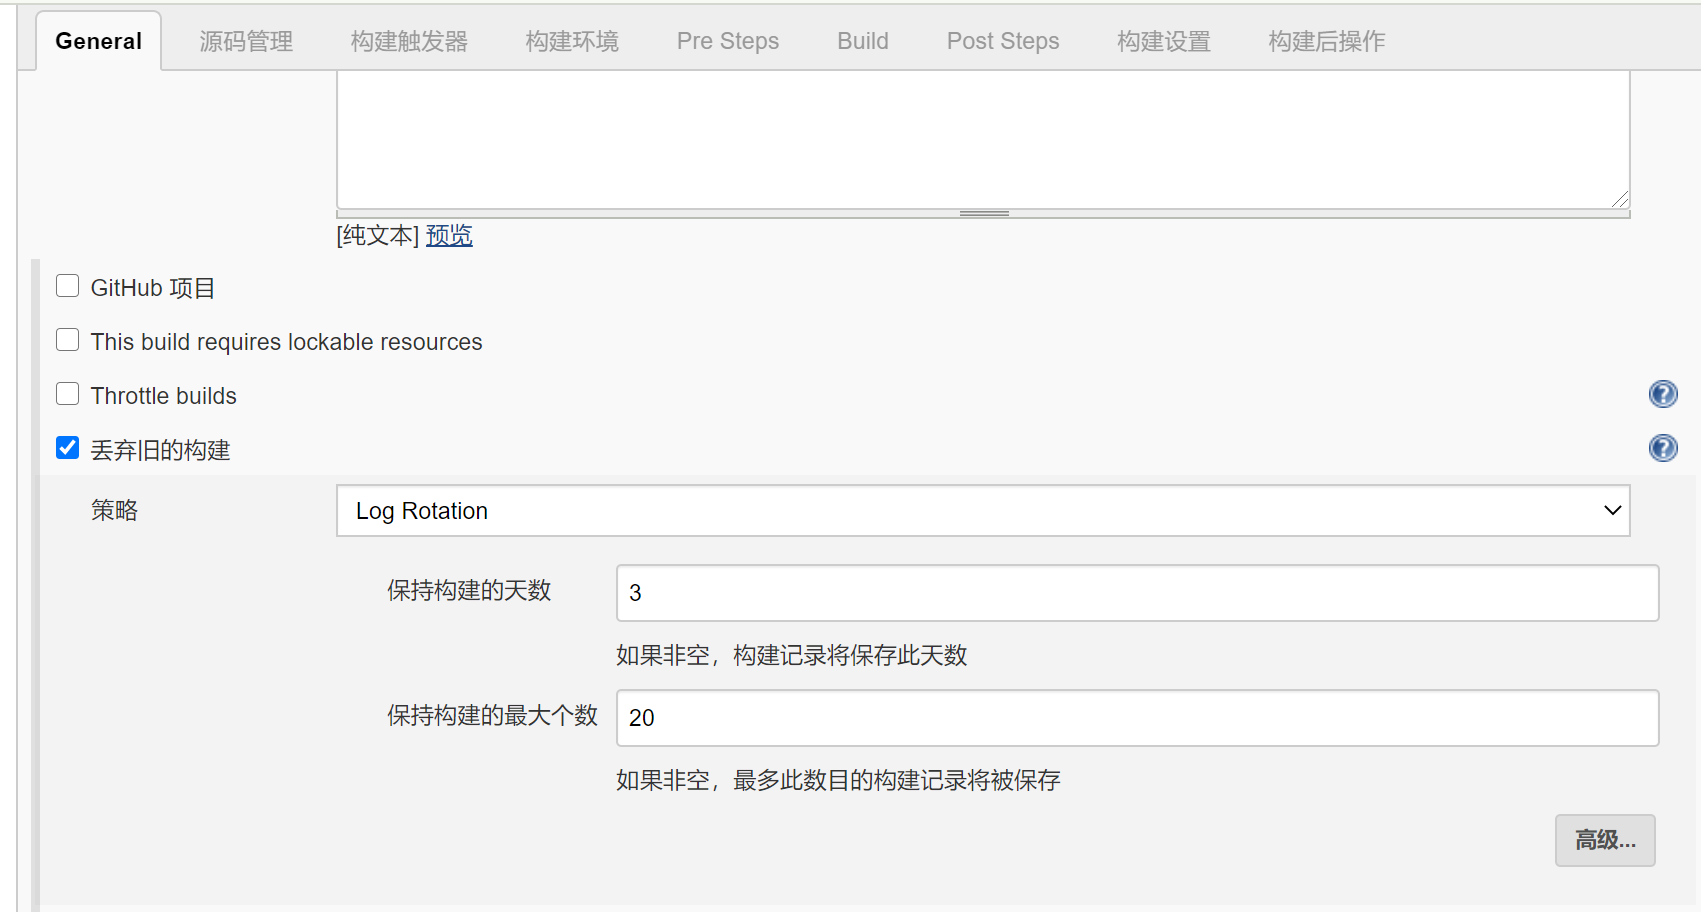 General 源码管理 构建触发器 构建环境 Pre Steps Build Post Steps 构建设置 构建后操作
[纯文本] 预览
GitHub 项目
This build requires lockable resources
Throttle builds
丢弃旧的构建
策略 Log Rotation
保持构建的天数 3
如果非空，构建记录将保存此天数
保持构建的最大个数 20
如果非空，最多此数目的构建记录将被保存
高级...